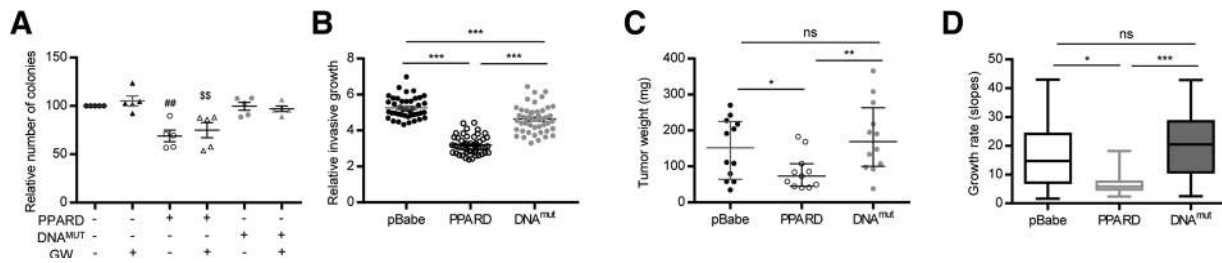 A
Relative number of colonies
150
100
50
0
##
$$
PPARD - - + + - -
DNAMUT - - - - + +
GW - + - + - +
B
Relative invasive growth
8
6
4
2
0
***
*** ***
pBabe PPARD DNAmut
C
Tumor weight (mg)
400
300
200
100
0
ns
* **
pBabe PPARD DNAmut
D
Growth rate (slopes)
50
40
30
20
10
0
ns
* ***
pBabe PPARD DNAmut